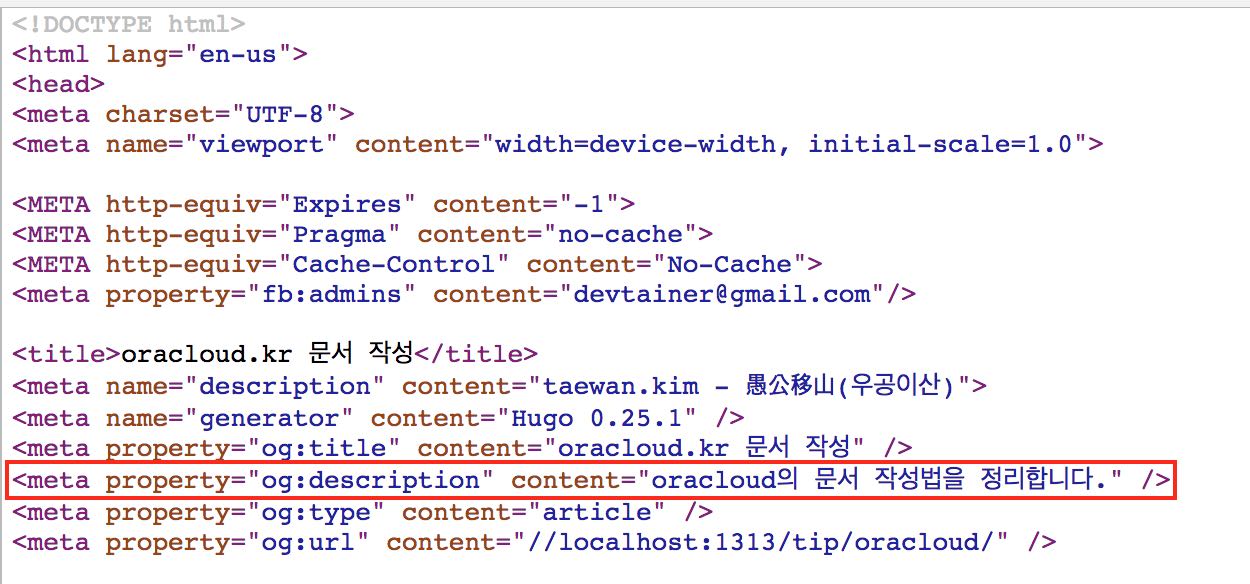 <!DOCTYPE html>
<html lang="en-us">
<head>
<meta charset="UTF-8">
<meta name="viewport" content="width=device-width, initial-scale=1.0">
<META http-equiv="Expires" content="-1">
<META http-equiv="Pragma" content="no-cache">
<META http-equiv="Cache-Control" content="No-Cache">
<meta property="fb:admins" content="devtainer@gmail.com"/>
<title>oracloud.kr 문서 작성</title>
<meta name="description" content="taewan.kim - 愚公移山(우공이산)">
<meta name="generator" content="Hugo 0.25.1" />
<meta property="og:title" content="oracloud.kr 문서 작성" />
<meta property="og:description" content="oracloud의 문서 작성법을 정리합니다." />
<meta property="og:type" content="article" />
<meta property="og:url" content="//localhost:1313/tip/oracloud/" />